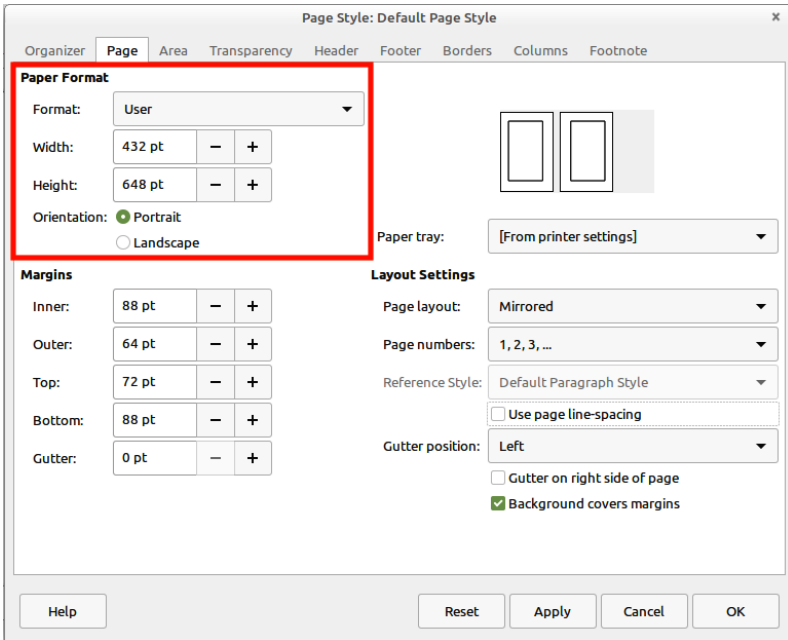 Page Style: Default Page Style
Organizer Page Area Transparency Header Footer Borders Columns Footnote
Paper Format
Format: User
Width: 432 pt
Height: 648 pt
Orientation: Portrait
Landscape
Paper tray: [From printer settings]
Margins
Inner: 88 pt
Outer: 64 pt
Top: 72 pt
Bottom: 88 pt
Gutter: 0 pt
Layout Settings
Page layout: Mirrored
Page numbers: 1, 2, 3, ...
Reference Style: Default Paragraph Style
Use page line-spacing
Gutter position: Left
Gutter on right side of page
Background covers margins
Help Reset Apply Cancel OK